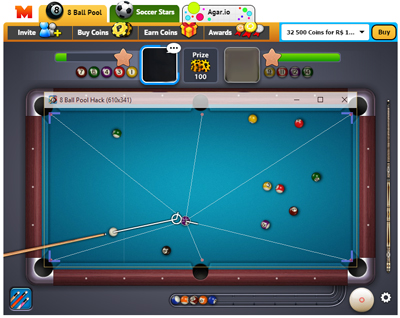 M 8 Ball Pool Soccer Stars Agar.io
Invite Buy Coins Earn Coins Awards 32 500 Coins for R$ 1... Buy
Prize
100
8 Ball Pool Hack (610x341)